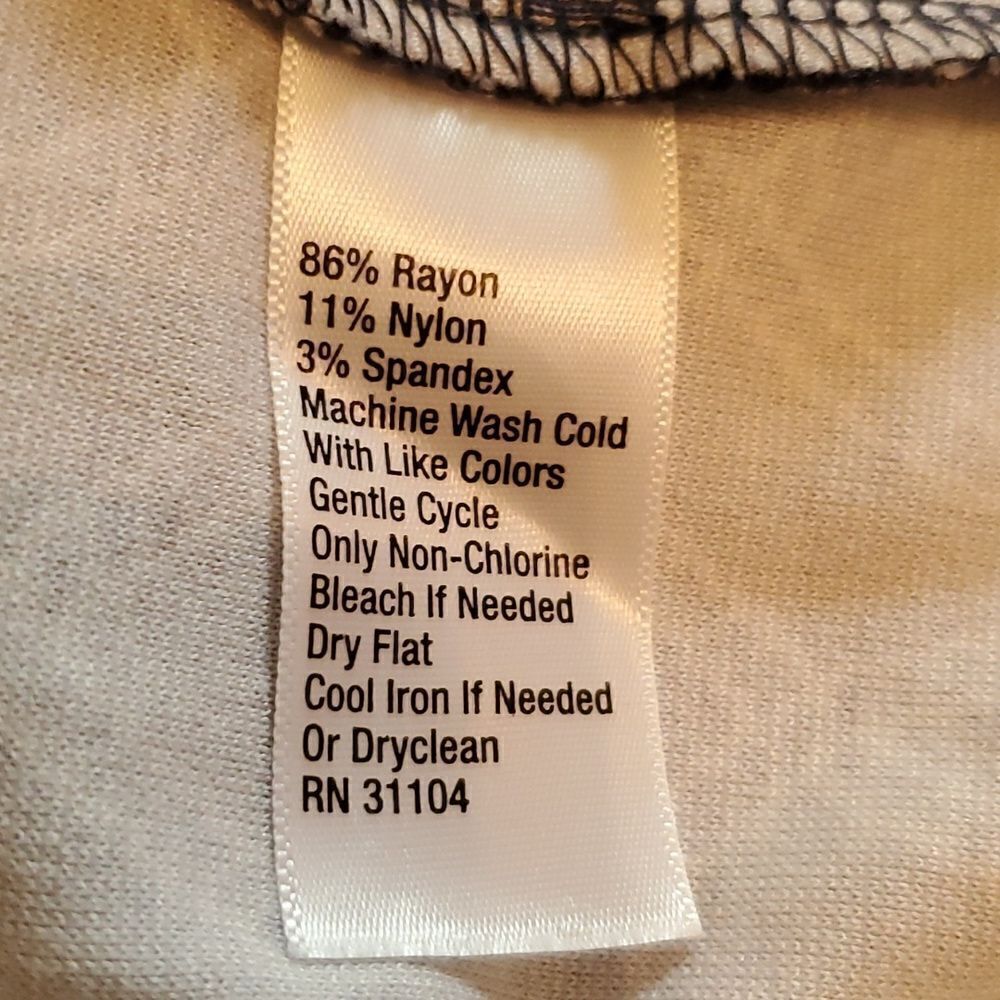 86% Rayon
11% Nylon
3% Spandex
Machine Wash Cold
With Like Colors
Gentle Cycle
Only Non-Chlorine
Bleach If Needed
Dry Flat
Cool Iron If Needed
Or Dryclean
RN 31104